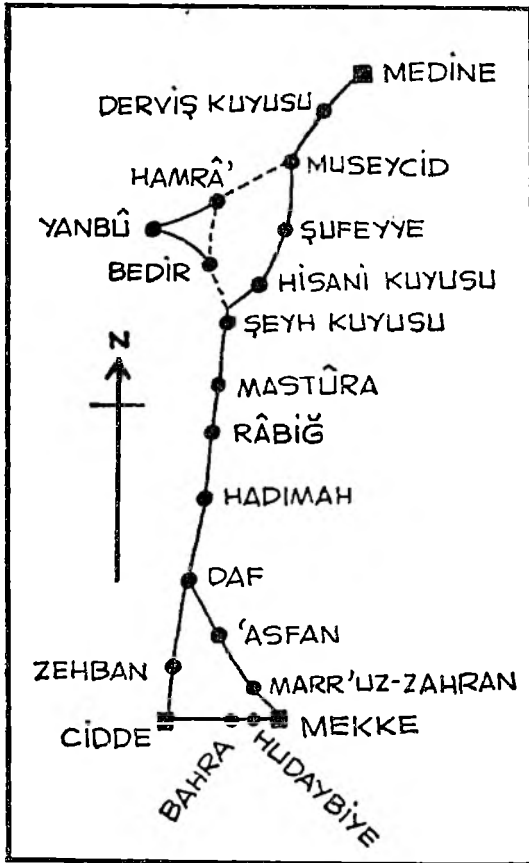 MEDİNE
DERVİŞ KUYUSU
MUSEYCİD
HAMRÂ'
YANBÛ
ŞUFEYYE
BEDİR
HİSANİ KUYUSU
ŞEYH KUYUSU
N
MASTÛRA
RÂBİĞ
HADIMAH
DAF
'ASFAN
ZEHBAN
MARR'UZ-ZAHRAN
CİDDE
MEKKE
BAHRA
HUDAYBİYE